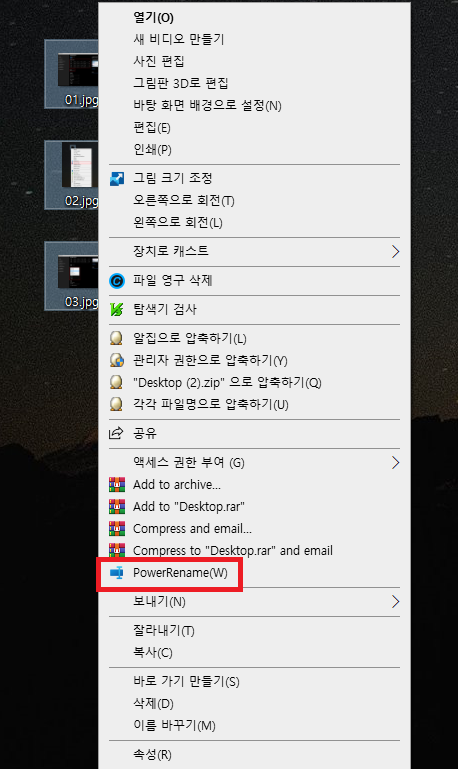 열기(O)
새 비디오 만들기
사진 편집
그림판 3D로 편집
바탕 화면 배경으로 설정(N)
편집(E)
인쇄(P)
그림 크기 조정
오른쪽으로 회전(T)
왼쪽으로 회전(L)
장치로 캐스트
파일 영구 삭제
탐색기 검사
알집으로 압축하기(L)
관리자 권한으로 압축하기(Y)
"Desktop (2).zip" 으로 압축하기(Q)
각각 파일명으로 압축하기(U)
공유
액세스 권한 부여 (G)
Add to archive...
Add to "Desktop.rar"
Compress and email...
Compress to "Desktop.rar" and email
PowerRename(W)
보내기(N)
잘라내기(T)
복사(C)
바로 가기 만들기(S)
삭제(D)
이름 바꾸기(M)
속성(R)
01.jpg
02.jpg
03.jpg